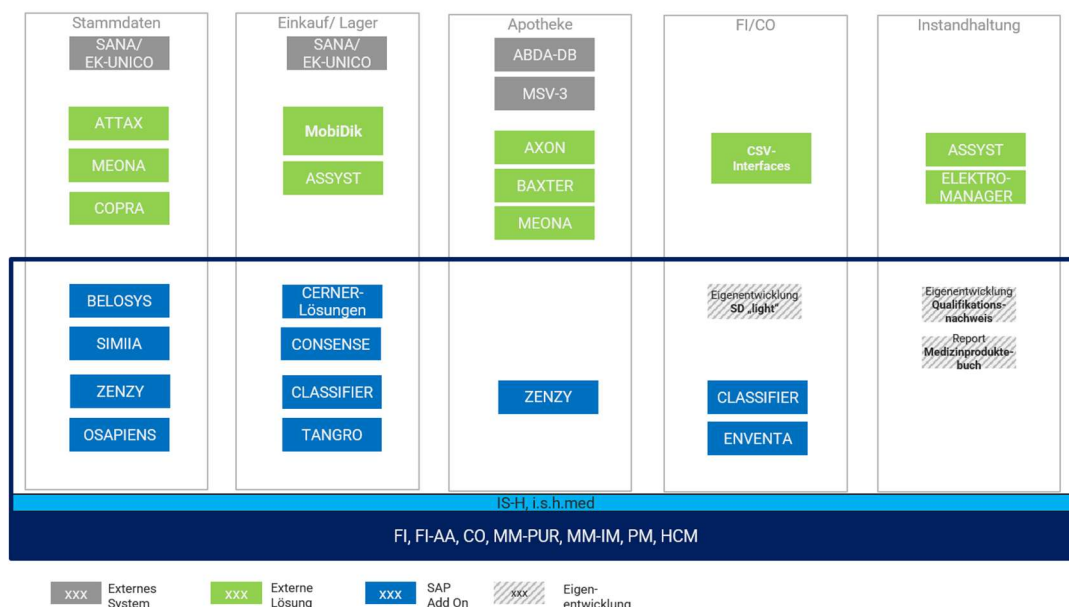 Stammdaten
SANA/
EK-UNICO
ATTAX
MEONA
COPRA
BELOSYS
SIMIIA
ZENZY
OSAPIENS
Einkauf/ Lager
SANA/
EK-UNICO
MobiDik
ASSYST
CERNER-
Lösungen
CONSENSE
CLASSIFIER
TANGRO
Apotheke
ABDA-DB
MSV-3
AXON
BAXTER
MEONA
ZENZY
FI/CO
CSV-
Interfaces
Eigenentwicklung
SD „light“
CLASSIFIER
ENVENTA
Instandhaltung
ASSYST
ELEKTRO-
MANAGER
Eigenentwicklung
Qualifikations-
nachweis
Report
Medizinprodukte-
buch
IS-H, i.s.h.med
FI, FI-AA, CO, MM-PUR, MM-IM, PM, HCM
xxx Externes
System
xxx Externe
Lösung
xxx SAP
Add On
xxx Eigen-
entwicklung